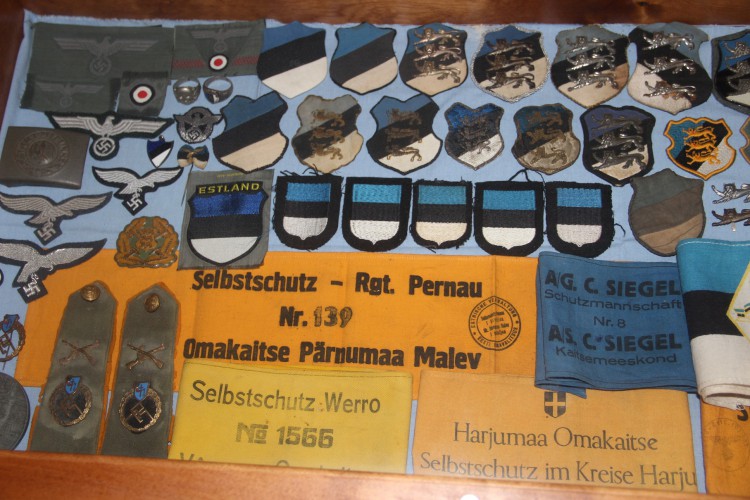 ESTLAND
Selbstschutz - Rgt. Pernau
Nr. 139
Omakaitse Pärnumaa Malev
A/G. C. SIEGEL
Schutzmannschaft
Nr. 8
A/S. C. SIEGEL
Kaitsemeeskond
Selbstschutz Werro
No 1566
Harjumaa Omakaitse
Selbstschutz im Kreise Harju